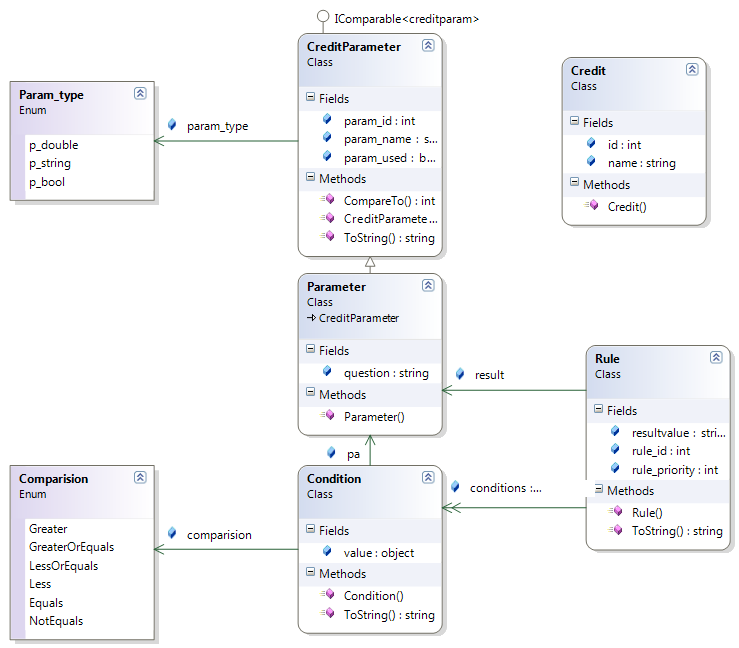 IComparable<creditparam>
CreditParameter
Class
Fields
param_id : int
param_name : s...
param_used : b...
Methods
CompareTo() : int
CreditParamete...
ToString() : string
Param_type
Enum
p_double
p_string
p_bool
param_type
Credit
Class
Fields
id : int
name : string
Methods
Credit()
Parameter
Class
CreditParameter
Fields
question : string
Methods
Parameter()
result
Rule
Class
Fields
resultvalue : stri...
rule_id : int
rule_priority : int
Methods
Rule()
ToString() : string
pa
conditions :...
Condition
Class
Fields
value : object
Methods
Condition()
ToString() : string
comparision
Comparision
Enum
Greater
GreaterOrEquals
LessOrEquals
Less
Equals
NotEquals